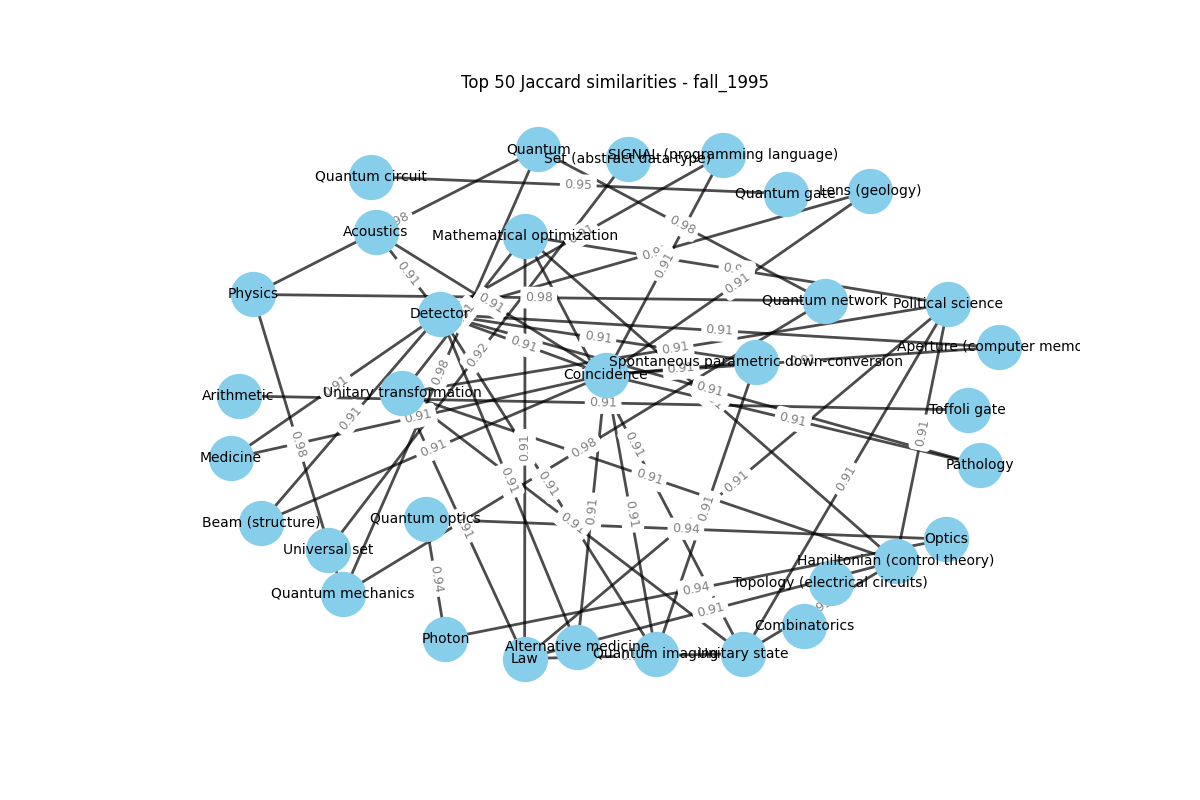 Top 50 Jaccard similarities - fall_1995
Quantum
Set (abstract data type)
SIGNAL (programming language)
Quantum circuit
0.95
Quantum gate
Lens (geology)
Acoustics
Mathematical optimization
0.98
0.91
0.91
0.91
Physics
0.98
0.91
Quantum network
Political science
Detector
0.91
0.91
0.91
0.91
Aperture (computer memo
0.92
Spontaneous parametric-down-conversion
0.91
0.91
Coincidence
0.98
0.91
0.91
Arithmetic
Unitary transformation
0.91
Toffoli gate
0.91
0.91
0.91
0.98
0.91
0.91
0.91
0.98
0.91
Medicine
Pathology
0.91
0.91
0.91
0.91
0.91
0.91
0.91
Beam (structure)
Quantum optics
0.91
0.91
0.91
0.94
Optics
Universal set
Hamiltonian (control theory)
0.94
0.94
Topology (electrical circuits)
Quantum mechanics
0.91
Combinatorics
Photon
Alternative medicine
Law
Quantum imaging
Unitary state